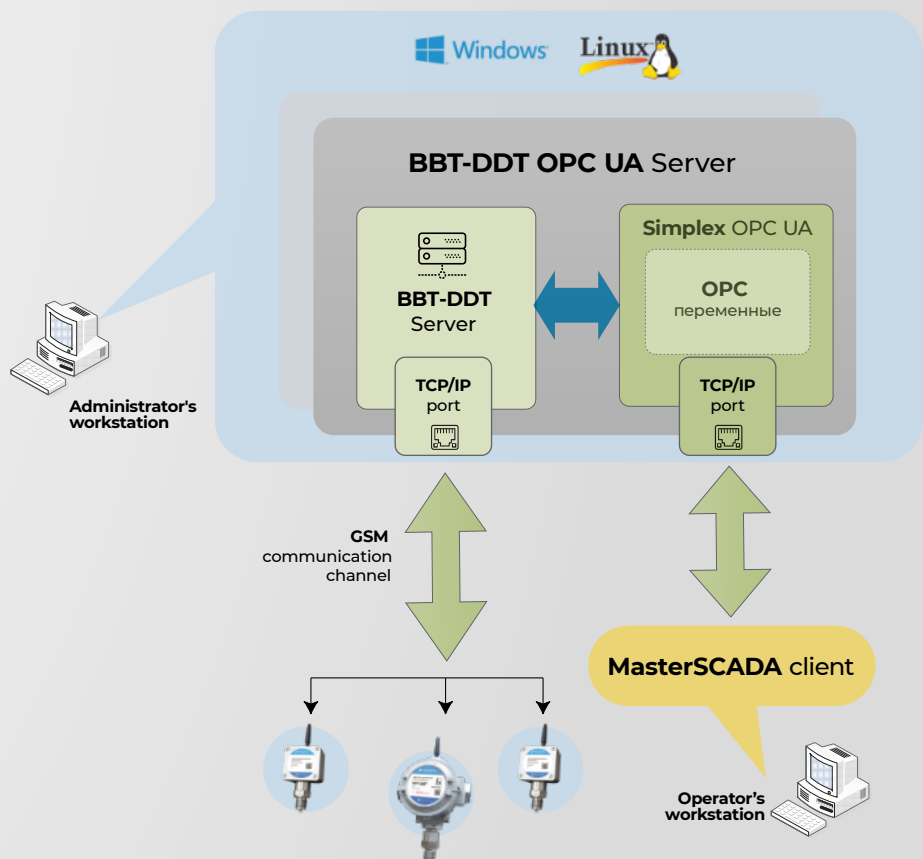 Windows
Linux
BBT-DDT OPC UA Server
BBT-DDT
Server
Simplex OPC UA
OPC
переменные
TCP/IP
port
TCP/IP
port
Administrator's
workstation
GSM
communication
channel
MasterSCADA client
Operator’s
workstation